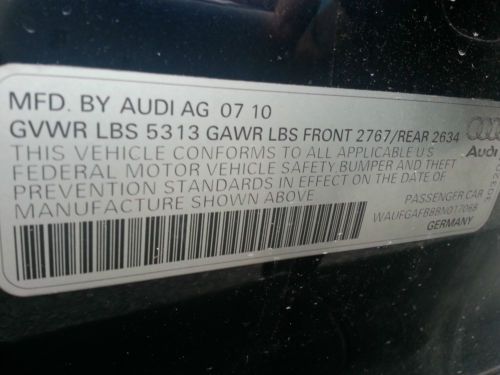 MFD. BY AUDI AG 07 10
GVWR LBS 5313 GAWR LBS FRONT 2767/REAR 2634
THIS VEHICLE CONFORMS TO ALL APPLICABLE U S
FEDERAL MOTOR VEHICLE SAFETY BUMPER AND THEFT
PREVENTION STANDARDS IN EFFECT ON THE DATE OF
MANUFACTURE SHOWN ABOVE
Audi
PASSENGER CAR
GERMANY